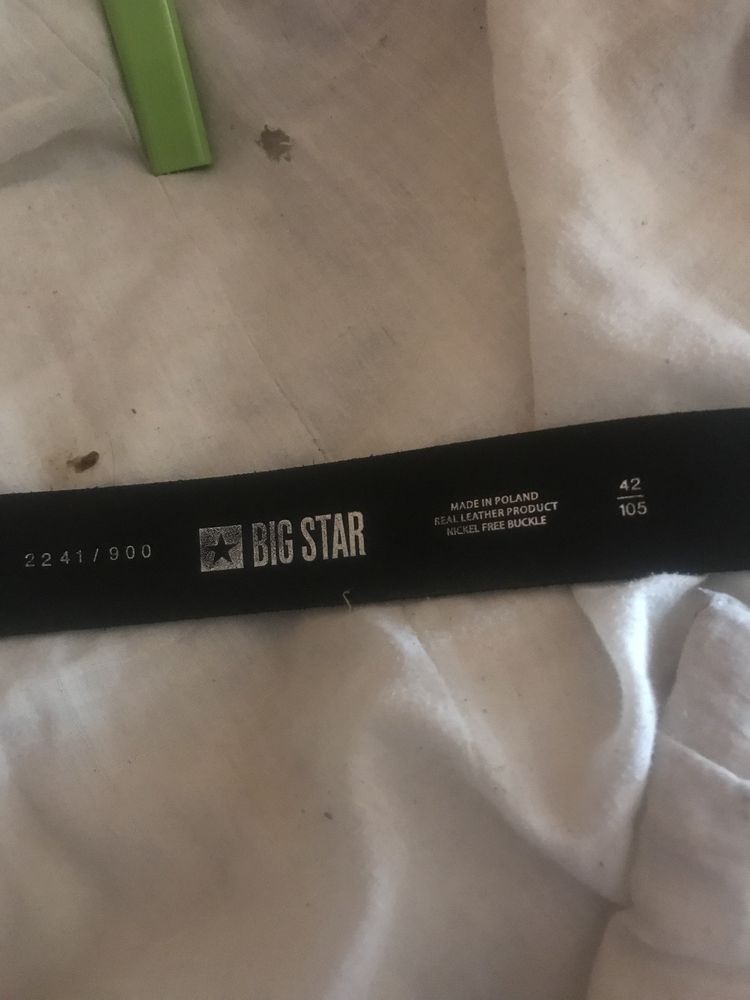 2241/900
BIG STAR
MADE IN POLAND
REAL LEATHER PRODUCT
NICKEL FREE BUCKLE
42
105